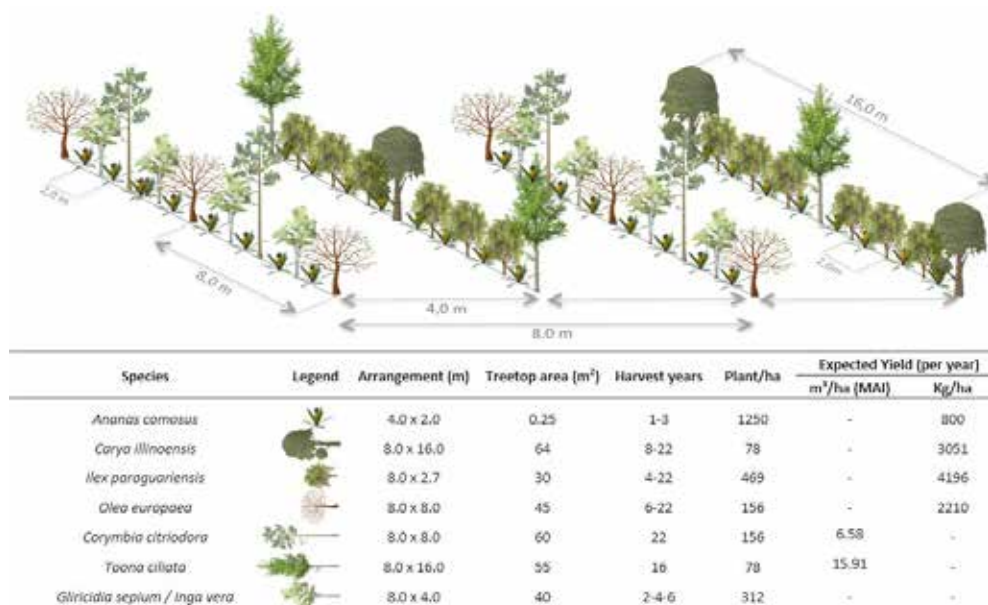 16,0 m
2,0 m
2,0m
8,0 m
4,0 m
8.0 m
Species Legend Arrangement (m) Treetop area (m²) Harvest years Plant/ha Expected Yield (per year)
m³/ha (MAI) Kg/ha
Ananas comosus 4.0 x 2.0 0.25 1-3 1250 - 800
Carya illinoensis 8.0 x 16.0 64 8-22 78 - 3051
Ilex paraguariensis 8.0 x 2.7 30 4-22 469 - 4196
Olea europaea 8.0 x 8.0 45 6-22 156 - 2210
Corymbia citriodora 8.0 x 8.0 60 22 156 6.58 -
Toona ciliata 8.0 x 16.0 55 16 78 15.91 -
Gliricidia sepium / Inga vera 8.0 x 4.0 40 2-4-6 312 - -